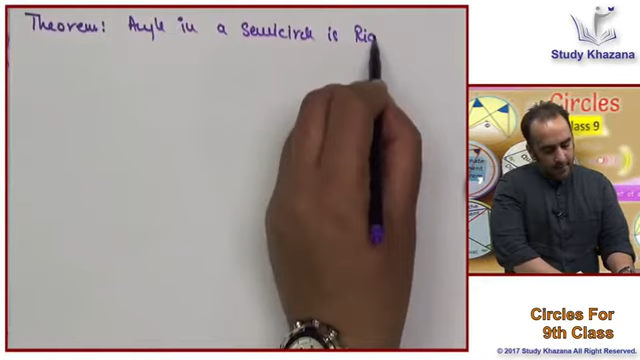 Theorem: Angle in a semicircle is Rig
Study Khazana
Circles
Class 9
Circles For
9th Class
© 2017 Study Khazana All Right Reserved.